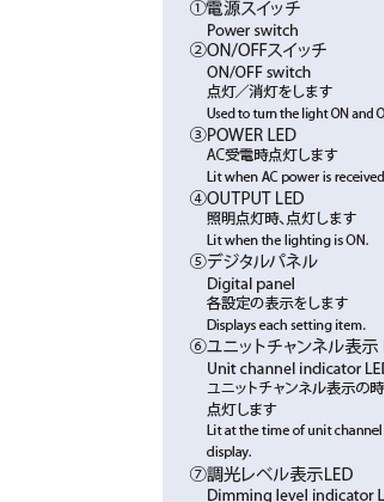 ①電源スイッチ
Power switch
②ON/OFFスイッチ
ON/OFF switch
点灯／消灯をします
Used to turn the light ON and
③POWER LED
AC受電時点灯します
Lit when AC power is received
④OUTPUT LED
照明点灯時、点灯します
Lit when the lighting is ON.
⑤デジタルパネル
Digital panel
各設定の表示をします
Displays each setting item.
⑥ユニットチャンネル表示
Unit channel indicator LED
ユニットチャンネル表示の時
点灯します
Lit at the time of unit channel
display.
⑦調光レベル表示LED
Dimming level indicator